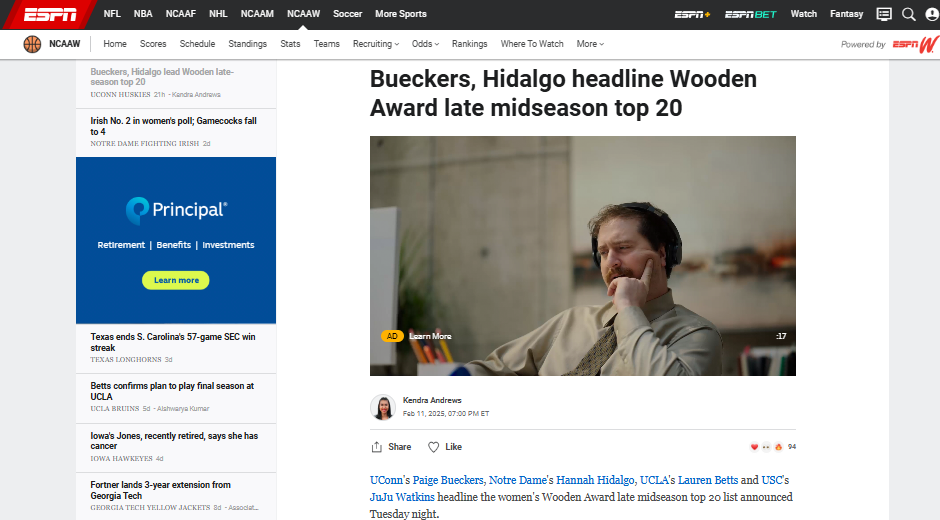 ESPN NFL NBA NCAAF NHL NCAAM NCAAW Soccer More Sports ESPN+ ESPN BET Watch Fantasy
NCAAW Home Scores Schedule Standings Stats Teams Recruiting Odds Rankings Where To Watch More Powered by ESPN W
Bueckers, Hidalgo lead Wooden late-
season top 20
UCONN HUSKIES 21h - Kendra Andrews
Irish No. 2 in women's poll; Gamecocks fall
to 4
NOTRE DAME FIGHTING IRISH 2d
Principal®
Retirement | Benefits | Investments
Learn more
Texas ends S. Carolina's 57-game SEC win
streak
TEXAS LONGHORNS 3d
Betts confirms plan to play final season at
UCLA
UCLA BRUINS 5d - Aishwarya Kumar
Iowa's Jones, recently retired, says she has
cancer
IOWA HAWKEYES 4d
Fortner lands 3-year extension from
Georgia Tech
GEORGIA TECH YELLOW JACKETS 8d - Associat...
Bueckers, Hidalgo headline Wooden
Award late midseason top 20
AD Learn More :17
Kendra Andrews
Feb 11, 2025, 07:00 PM ET
Share Like 94
UConn's Paige Bueckers, Notre Dame's Hannah Hidalgo, UCLA's Lauren Betts and USC's
JuJu Watkins headline the women's Wooden Award late midseason top 20 list announced
Tuesday night.